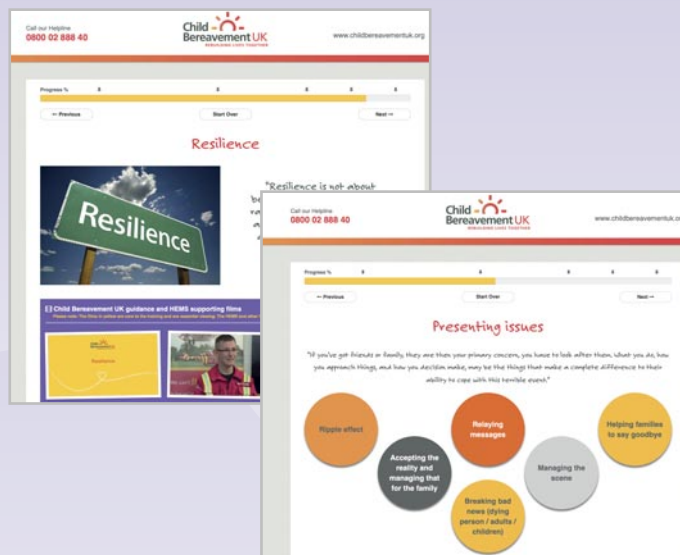 Call our Helpline
0800 02 888 40
Child
Bereavement UK
REBUILDING LIVES TOGETHER
www.childbereavementuk.org
Progress %
← Previous
Start Over
Next →
Resilience
"Resilience is not about
Resilience
Child Bereavement UK guidance and HEMS supporting films
Resilience
Call our Helpline
0800 02 888 40
Child
Bereavement UK
REBUILDING LIVES TOGETHER
www.childbereavementuk.or
Progress %
← Previous
Start Over
Next →
Presenting issues
"If you've got friends or family, they are then your primary concern, you have to look after them, what you do, how
you approach things, and how you decision make, may be the things that make a complete difference to their
ability to cope with this terrible event."
Ripple effect
Accepting the
reality and
managing that
for the family
Relaying
messages
Breaking bad
news (dying
person / adults /
children)
Managing the
scene
Helping families
to say goodbye